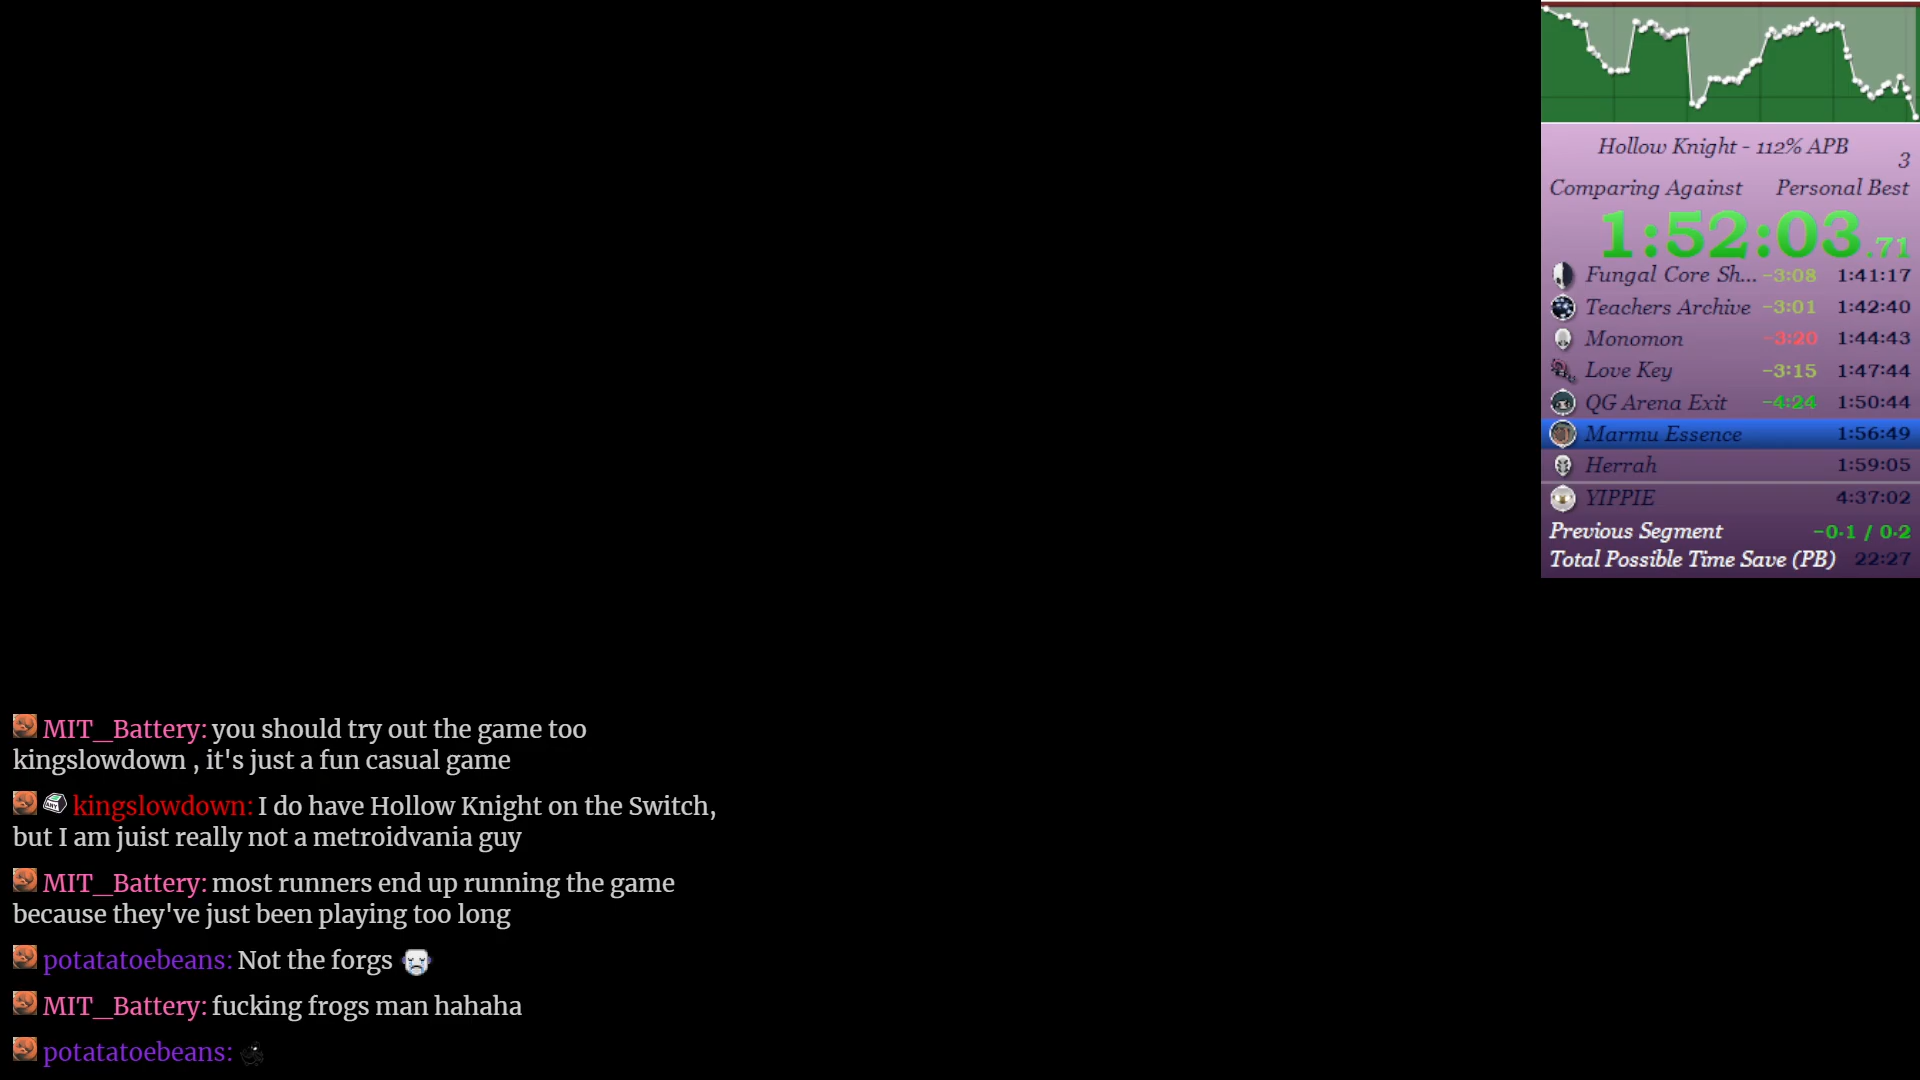 Hollow Knight - 112% APB
3
Comparing Against Personal Best
1:52:03.71
Fungal Core Sh... -3:08 1:41:17
Teachers Archive -3:01 1:42:40
Monomon -3:20 1:44:43
Love Key -3:15 1:47:44
QG Arena Exit -4:24 1:50:44
Marmu Essence 1:56:49
Herrah 1:59:05
YIPPIE 4:37:02
Previous Segment -0.1 / 0.2
Total Possible Time Save (PB) 22:27
MIT_Battery: you should try out the game too
kingslowdown , it's just a fun casual game
kingslowdown: I do have Hollow Knight on the Switch,
but I am juist really not a metroidvania guy
MIT_Battery: most runners end up running the game
because they've just been playing too long
potatatoebeans: Not the forgs
MIT_Battery: fucking frogs man hahaha
potatatoebeans: